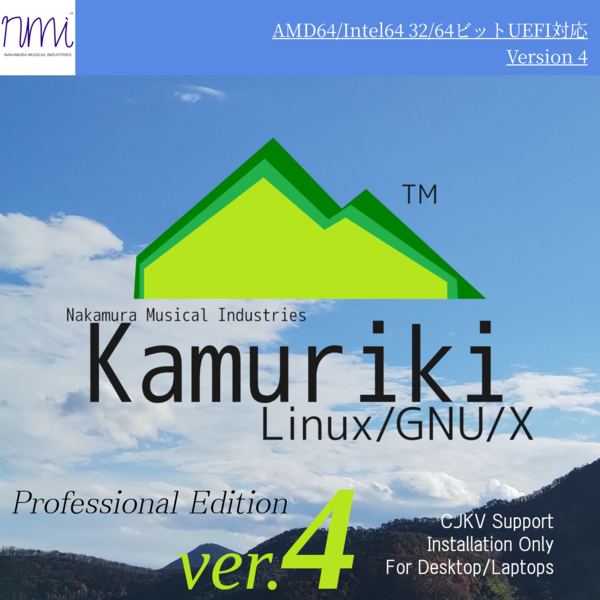 nmi
TM
NAKAMURA MUSICAL INDUSTRIES
AMD64/Intel64 32/64ビットUEFI対応
Version 4
TM
Nakamura Musical Industries
Kamuriki
Linux/GNU/X
Professional Edition
ver.4
CJKV Support
Installation Only
For Desktop/Laptops